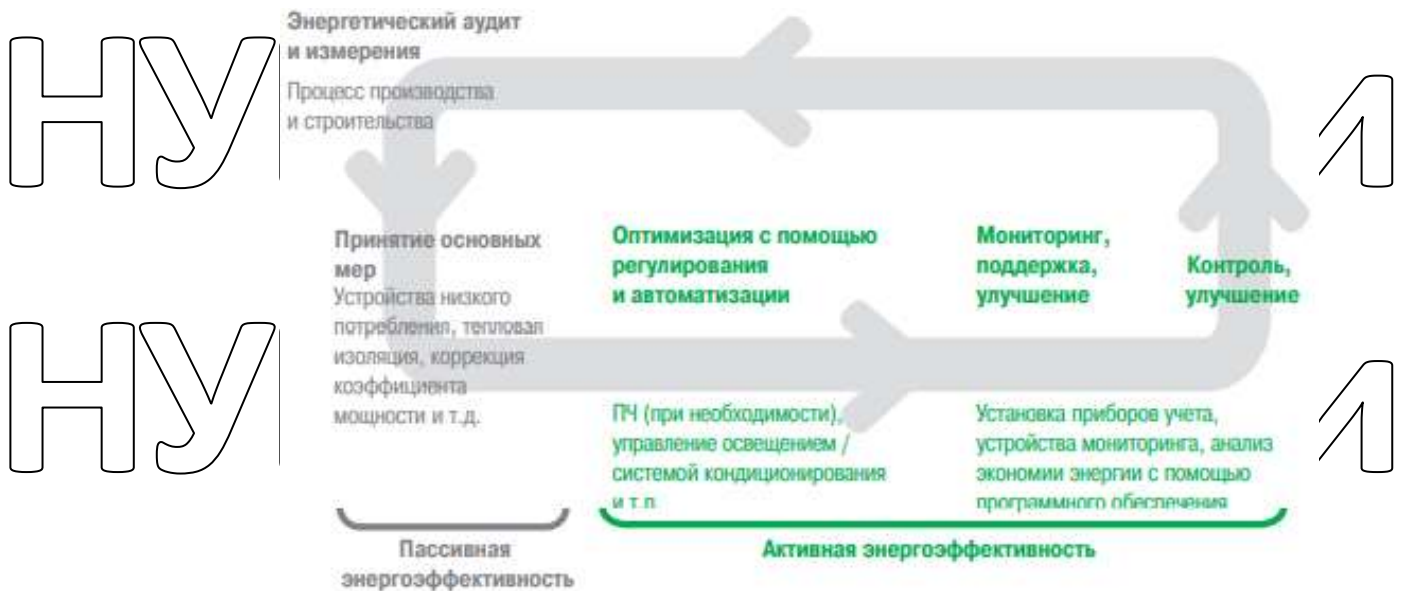 Энергетический аудит
и измерения
Процесс производства
и строительства
НУ
Принятие основных
мер
Устройства низкого
потребления, тепловая
изоляция, коррекция
коэффициента
мощности и т.д.
Оптимизация с помощью
регулирования
и автоматизации
Мониторинг,
поддержка,
улучшение
Контроль,
улучшение
НУ
ПЧ (при необходимости),
управление освещением /
системой кондиционирования
и т.п.
Установка приборов учета,
устройства мониторинга, анализ
экономии энергии с помощью
программного обеспечения
Пассивная
энергоэффективность
Активная энергоэффективность